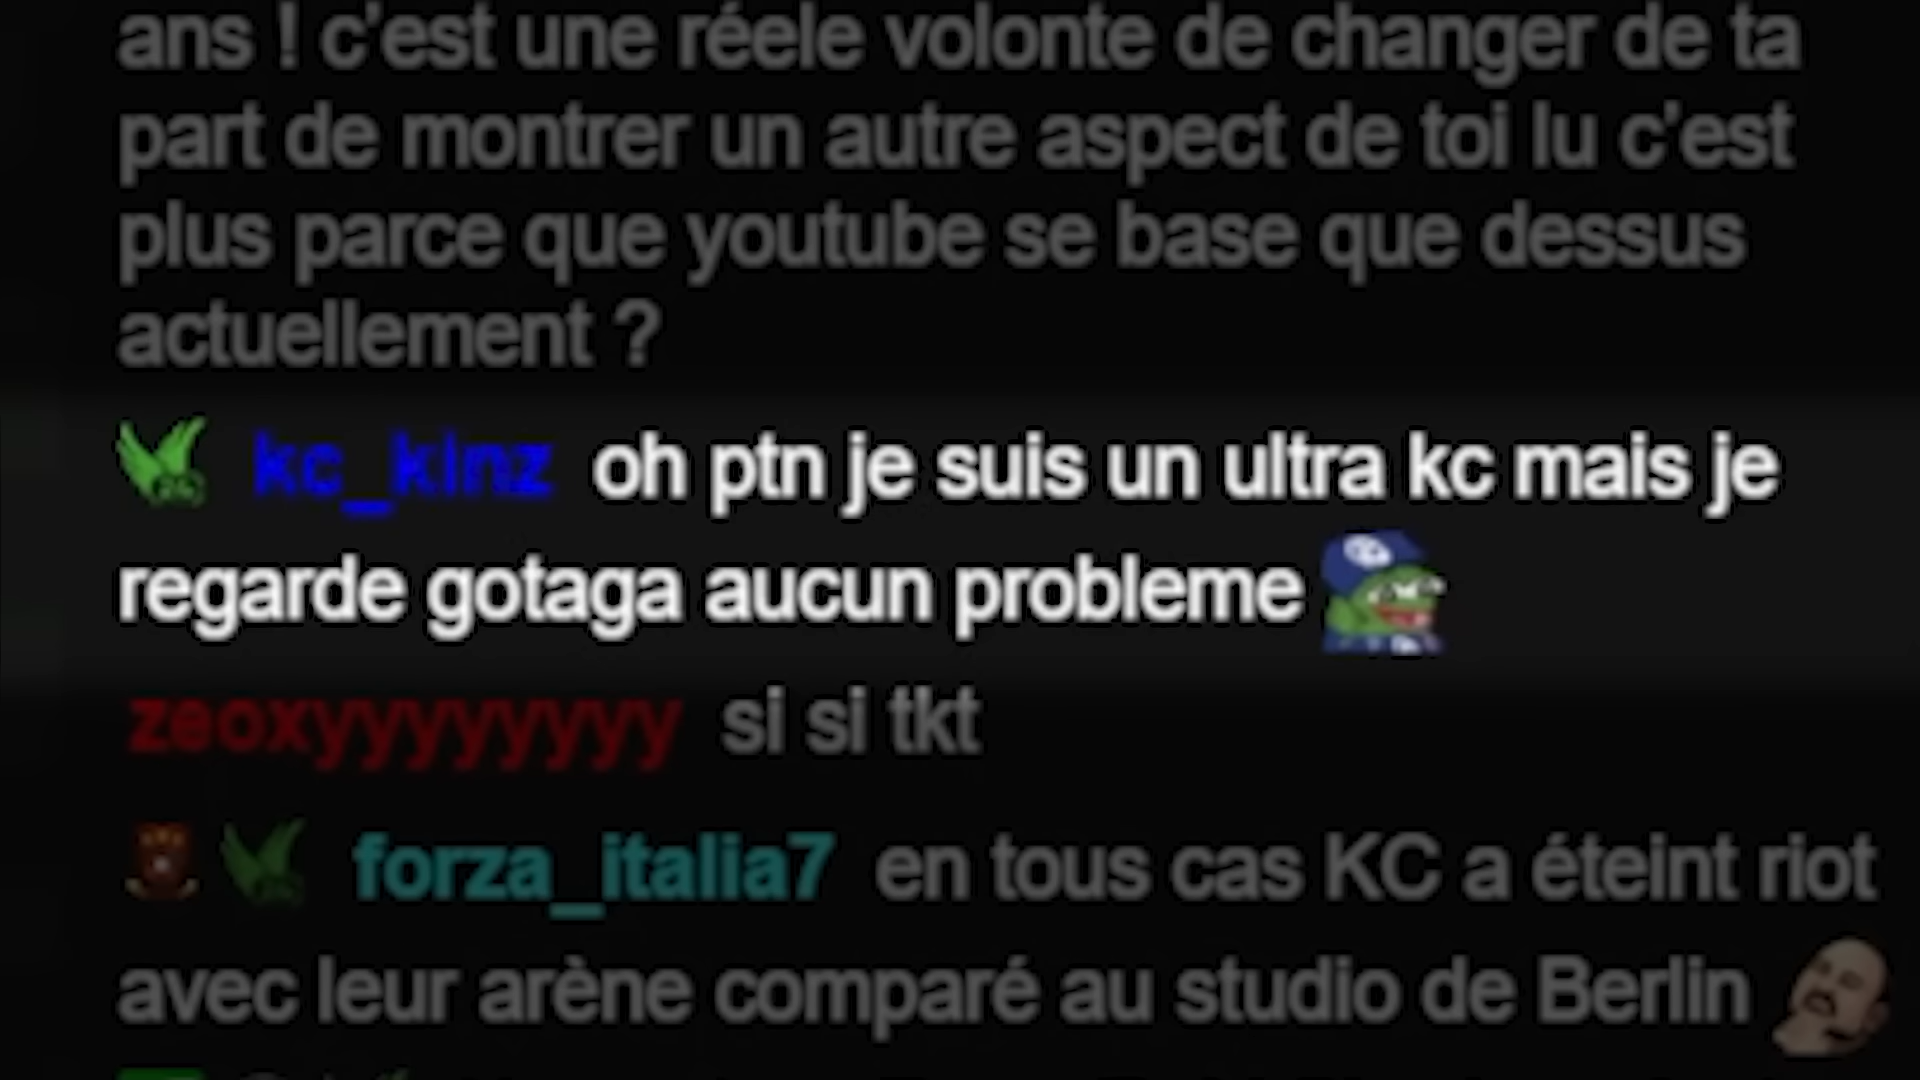 ans ! c'est une réele volonte de changer de ta
part de montrer un autre aspect de toi lu c'est
plus parce que youtube se base que dessus
actuellement ?
kc_kinz oh ptn je suis un ultra kc mais je
regarde gotaga aucun probleme
zeoxyyyyyyyy si si tkt
forza_italia7 en tous cas KC a éteint riot
avec leur arène comparé au studio de Berlin